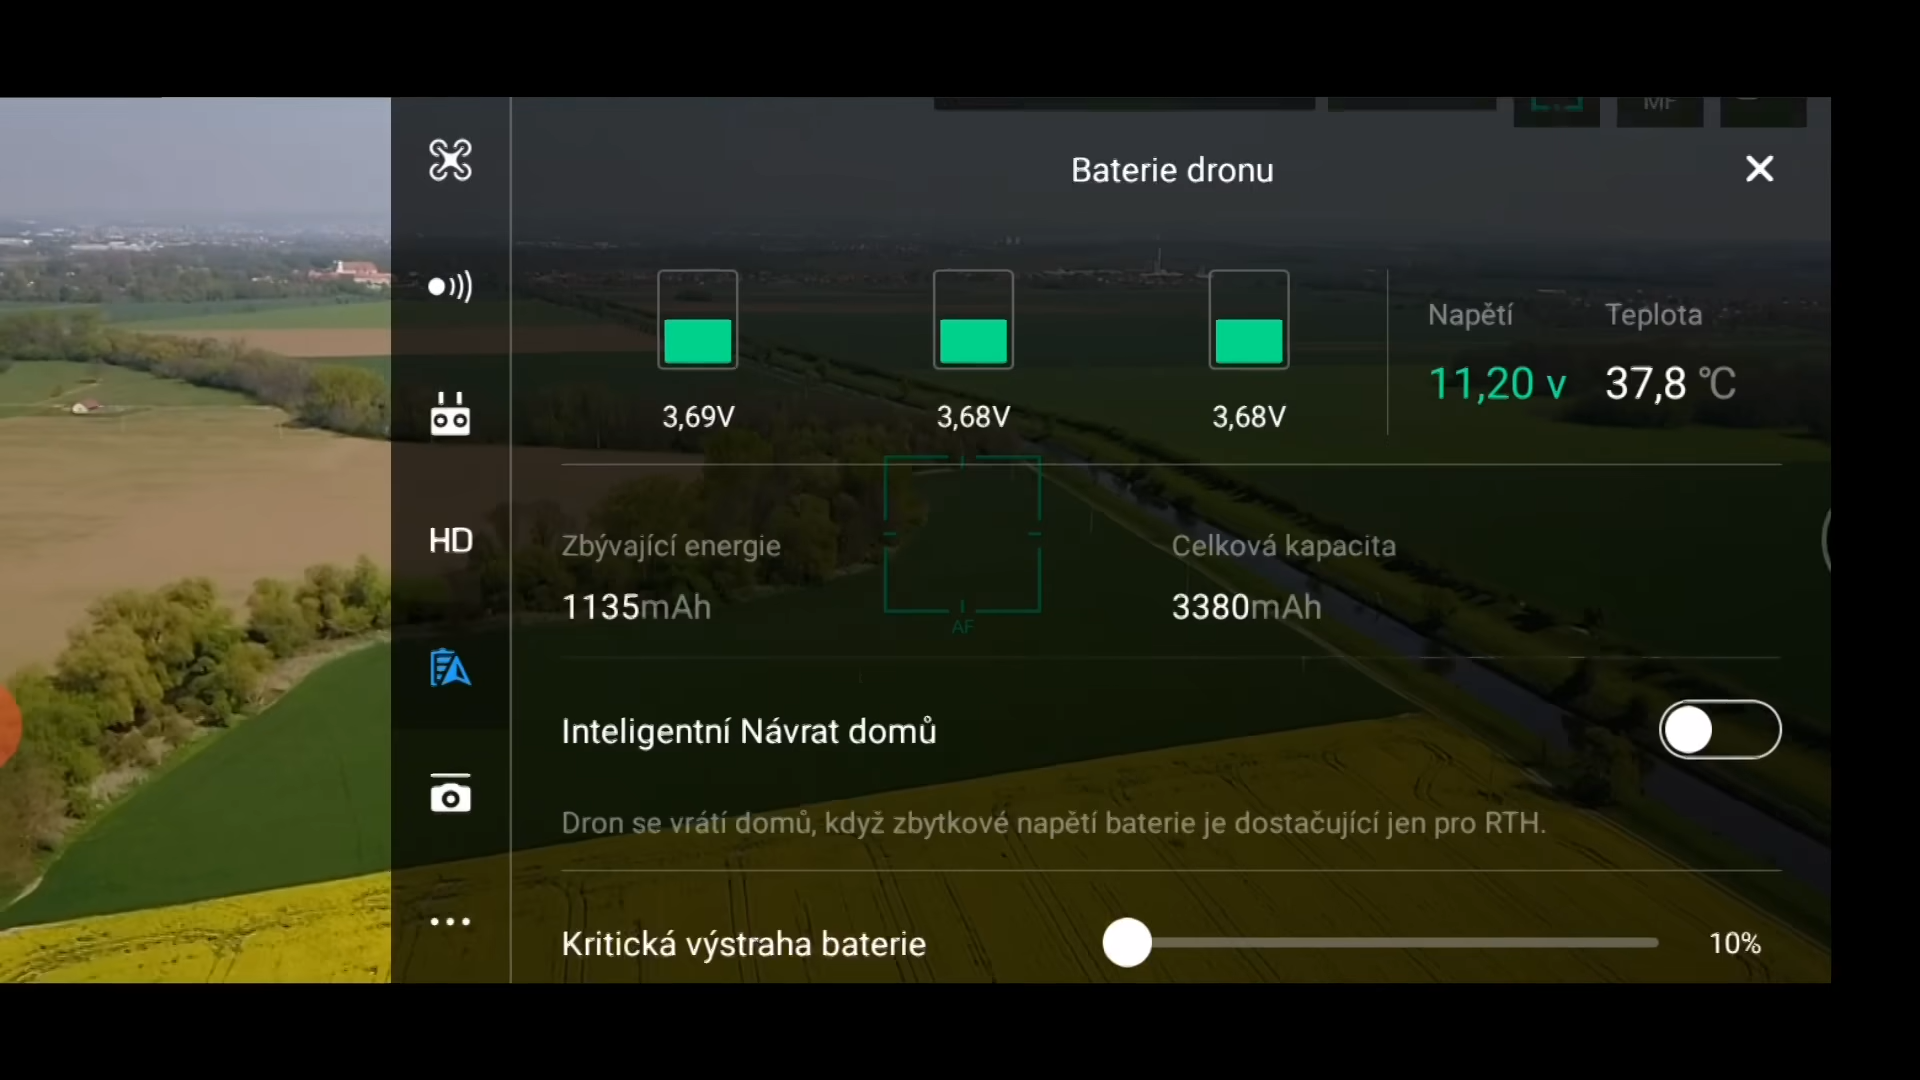 MF
Baterie dronu
Napětí
Teplota
11,20 v
37,8 °C
3,69V
3,68V
3,68V
HD
Zbývající energie
Celková kapacita
1135mAh
3380mAh
AF
Inteligentní Návrat domů
Dron se vrátí domů, když zbytkové napětí baterie je dostačující jen pro RTH.
Kritická výstraha baterie
10%